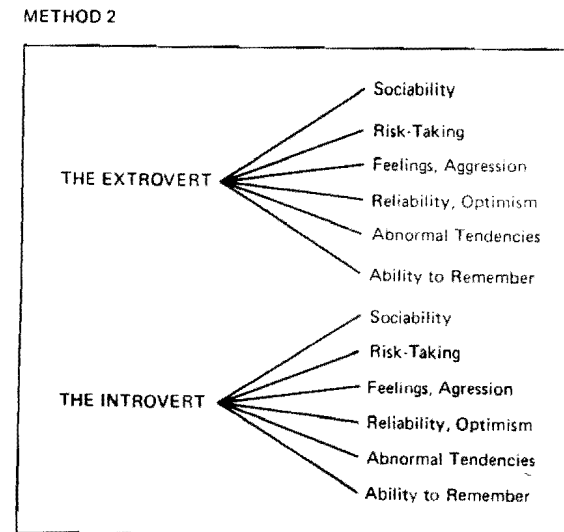 METHOD 2
Sociability
Risk-Taking
THE EXTROVERT
Feelings, Aggression
Reliability, Optimism
Abnormal Tendencies
Ability to Remember
Sociability
Risk-Taking
THE INTROVERT
Feelings, Agression
Reliability, Optimism
Abnormal Tendencies
Ability to Remember